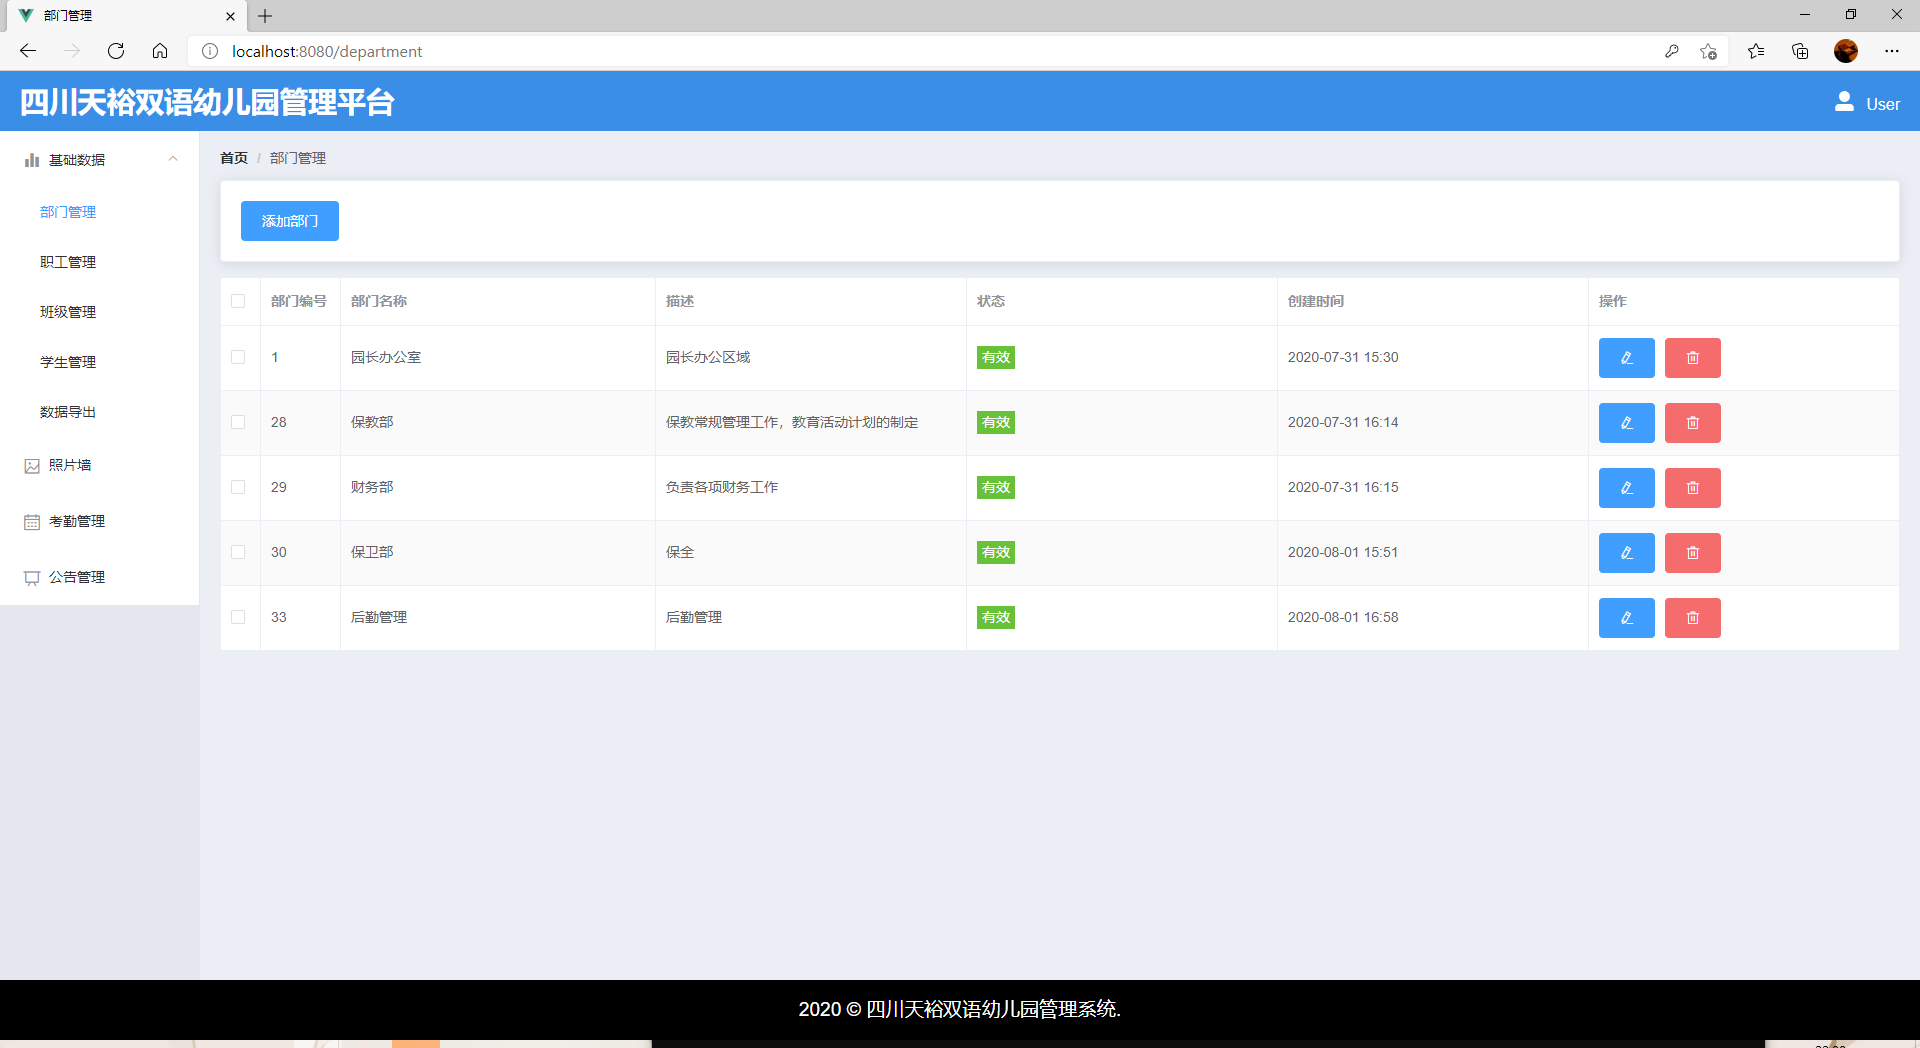 部门管理
localhost:8080/department
四川天裕双语幼儿园管理平台
User
基础数据
部门管理
职工管理
班级管理
学生管理
数据导出
照片墙
考勤管理
公告管理
首页 / 部门管理
添加部门
部门编号 部门名称 描述 状态 创建时间 操作
1 园长办公室 园长办公区域 有效 2020-07-31 15:30
28 保教部 保教常规管理工作，教育活动计划的制定 有效 2020-07-31 16:14
29 财务部 负责各项财务工作 有效 2020-07-31 16:15
30 保卫部 保全 有效 2020-08-01 15:51
33 后勤管理 后勤管理 有效 2020-08-01 16:58
2020 © 四川天裕双语幼儿园管理系统.